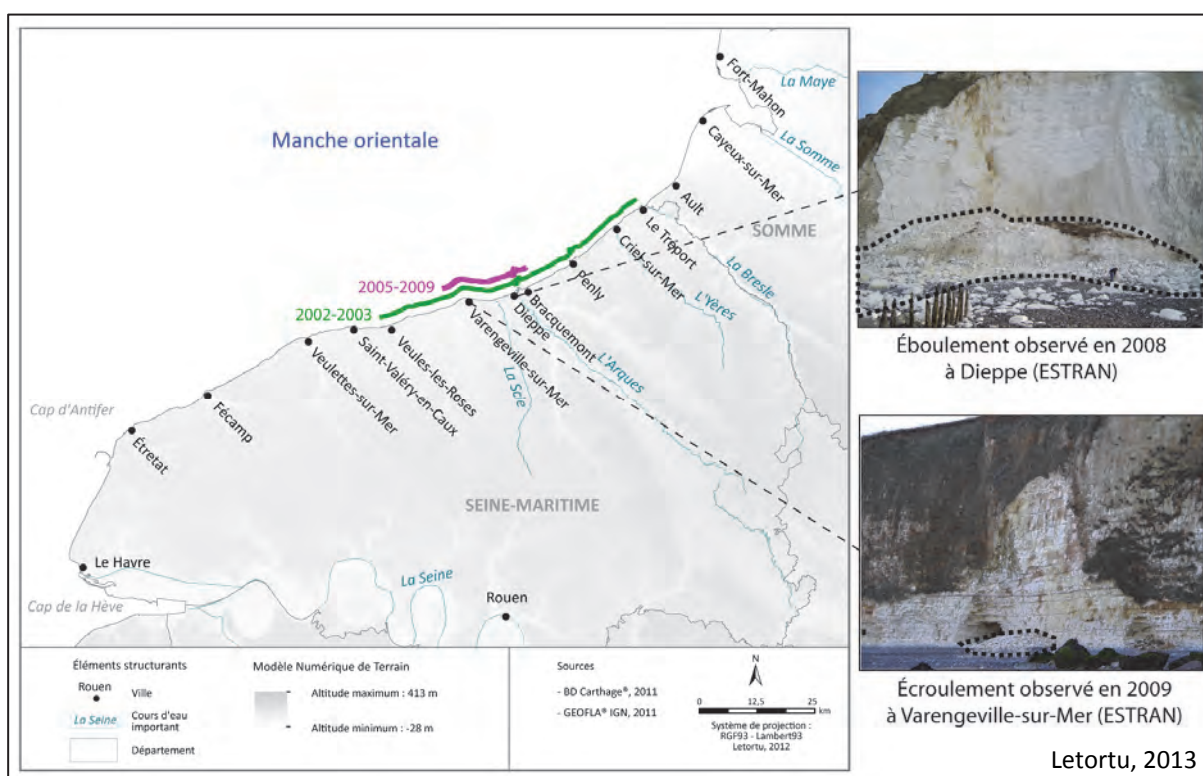 Manche orientale
Fort-Mahon
La Maye
Cayeux-sur-Mer
La Somme
Ault
SOMME
Le Tréport
Criel-sur-Mer
La Bresle
Penly
L'Yères
2005-2009
2002-2003
Bracquemont
Dieppe
L'Arques
Varengeville-sur-Mer
La Scie
Veules-les-Roses
Saint-Valéry-en-Caux
Veulettes-sur-Mer
Fécamp
Cap d'Antifer
Étretat
SEINE-MARITIME
Le Havre
La Seine
Cap de la Hève
Rouen
Éléments structurants
Rouen
Ville
La Seine
Cours d'eau
important
Département
Modèle Numérique de Terrain
Altitude maximum : 413 m
Altitude minimum : -28 m
Sources
- BD Carthage®, 2011
- GEOFLA® IGN, 2011
N
0 12,5 25
km
Système de projection :
RGF93 - Lambert93
Letortu, 2012
Éboulement observé en 2008
à Dieppe (ESTRAN)
Écroulement observé en 2009
à Varengeville-sur-Mer (ESTRAN)
Letortu, 2013